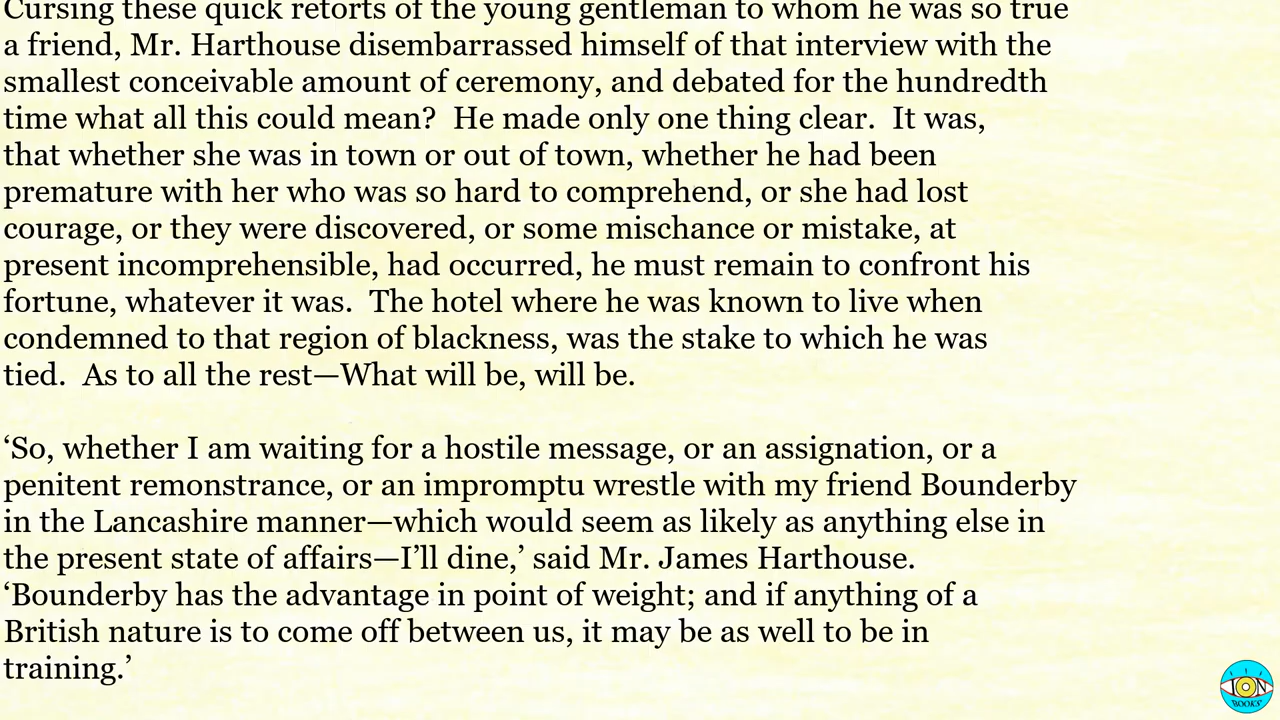 Cursing these quick retorts of the young gentleman to whom he was so true
a friend, Mr. Harthouse disembarrassed himself of that interview with the
smallest conceivable amount of ceremony, and debated for the hundredth
time what all this could mean?  He made only one thing clear.  It was,
that whether she was in town or out of town, whether he had been
premature with her who was so hard to comprehend, or she had lost
courage, or they were discovered, or some mischance or mistake, at
present incomprehensible, had occurred, he must remain to confront his
fortune, whatever it was.  The hotel where he was known to live when
condemned to that region of blackness, was the stake to which he was
tied.  As to all the rest—What will be, will be.

‘So, whether I am waiting for a hostile message, or an assignation, or a
penitent remonstrance, or an impromptu wrestle with my friend Bounderby
in the Lancashire manner—which would seem as likely as anything else in
the present state of affairs—I’ll dine,’ said Mr. James Harthouse.
‘Bounderby has the advantage in point of weight; and if anything of a
British nature is to come off between us, it may be as well to be in
training.’
ION
BOOKS